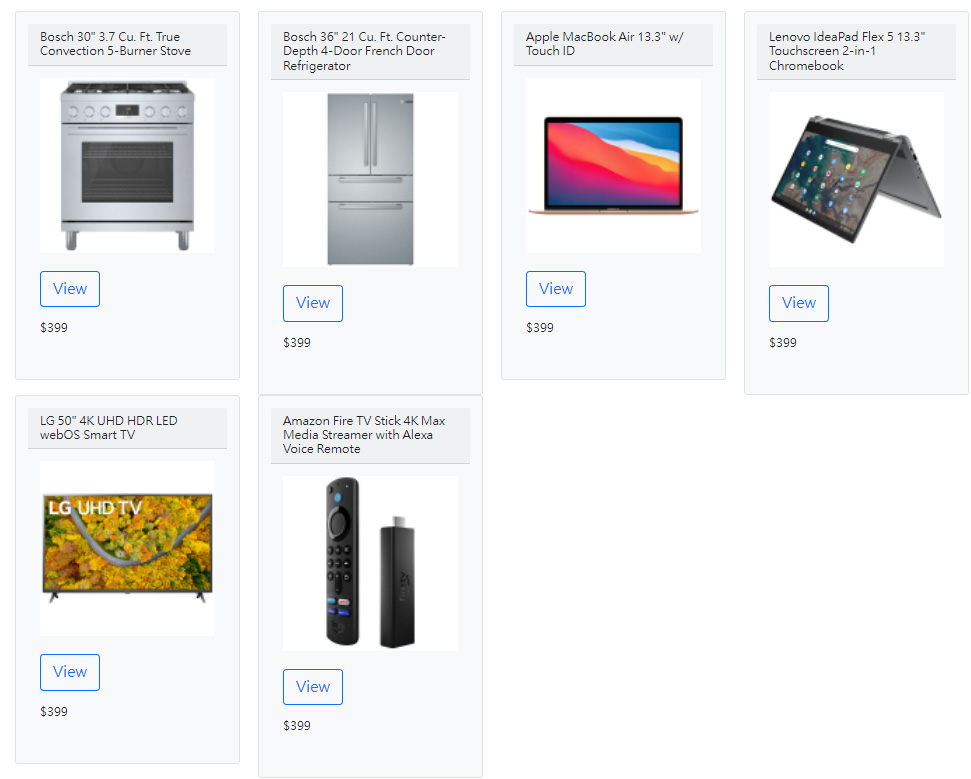 Bosch 30" 3.7 Cu. Ft. True
Convection 5-Burner Stove
View
$399
Bosch 36" 21 Cu. Ft. Counter-
Depth 4-Door French Door
Refrigerator
View
$399
Apple MacBook Air 13.3" w/
Touch ID
View
$399
Lenovo IdeaPad Flex 5 13.3"
Touchscreen 2-in-1
Chromebook
View
$399
LG 50" 4K UHD HDR LED
webOS Smart TV
LG UHD TV
View
$399
Amazon Fire TV Stick 4K Max
Media Streamer with Alexa
Voice Remote
View
$399